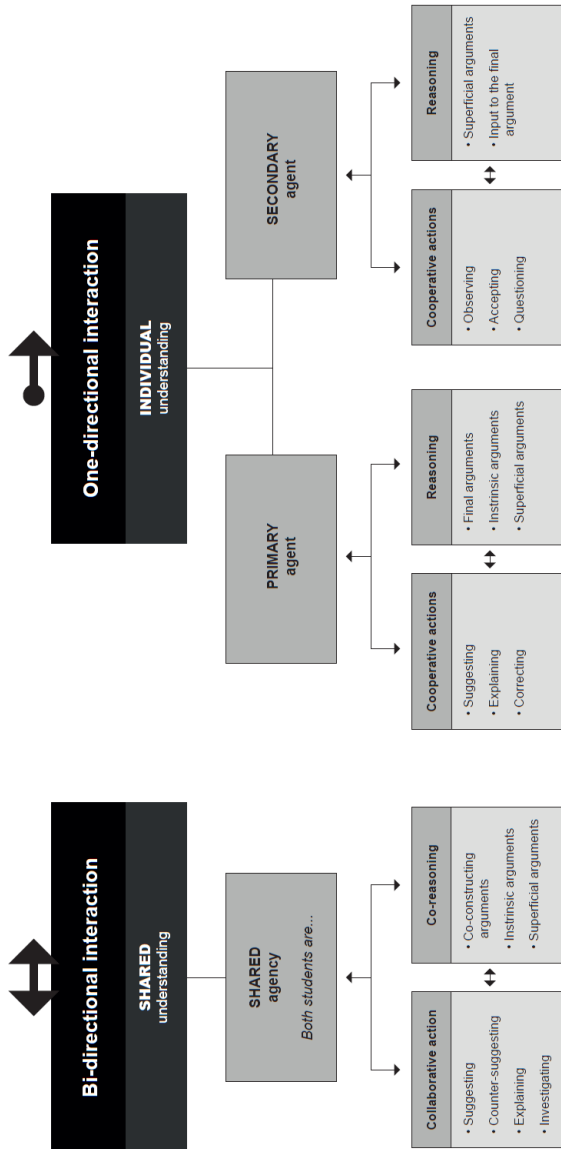 Bi-directional interaction
SHARED
understanding
SHARED
agency
Both students are...
Collaborative action
• Suggesting
• Counter-suggesting
• Explaining
• Investigating
Co-reasoning
• Co-constructing
arguments
• Instrinsic arguments
• Superficial arguments
One-directional interaction
INDIVIDUAL
understanding
PRIMARY
agent
Cooperative actions
• Suggesting
• Explaining
• Correcting
Reasoning
• Final arguments
• Instrinsic arguments
• Superficial arguments
SECONDARY
agent
Cooperative actions
• Observing
• Accepting
• Questioning
Reasoning
• Superficial arguments
• Input to the final
argument